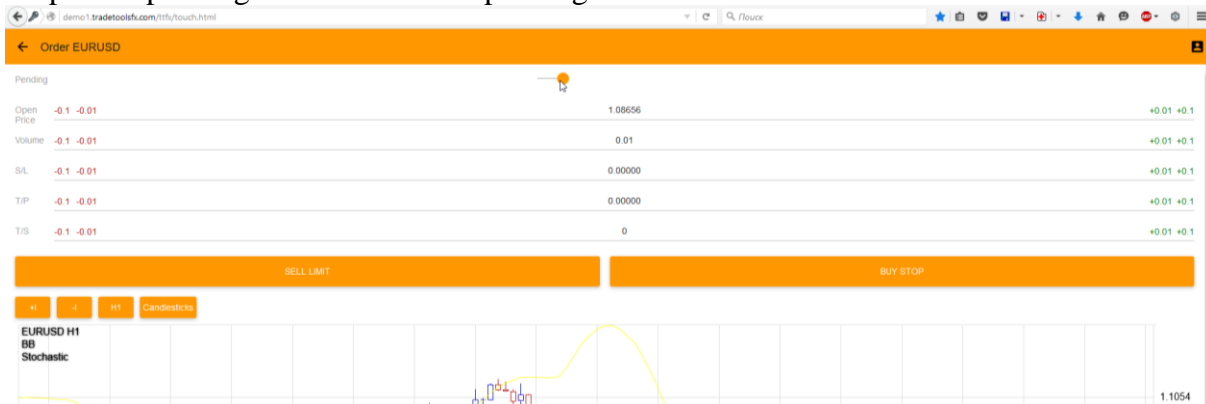 demo1.tradetoolsfx.com/ttfs/touch.html
Поиск
ABP
Order EURUSD
Pending
Open Price -0.1 -0.01 1.08656 +0.01 +0.1
Volume -0.1 -0.01 0.01 +0.01 +0.1
S/L -0.1 -0.01 0.00000 +0.01 +0.1
T/P -0.1 -0.01 0.00000 +0.01 +0.1
T/S -0.1 -0.01 0 +0.01 +0.1
SELL LIMIT BUY STOP
+I -I H1 Candlesticks
EURUSD H1
BB
Stochastic
1.1054